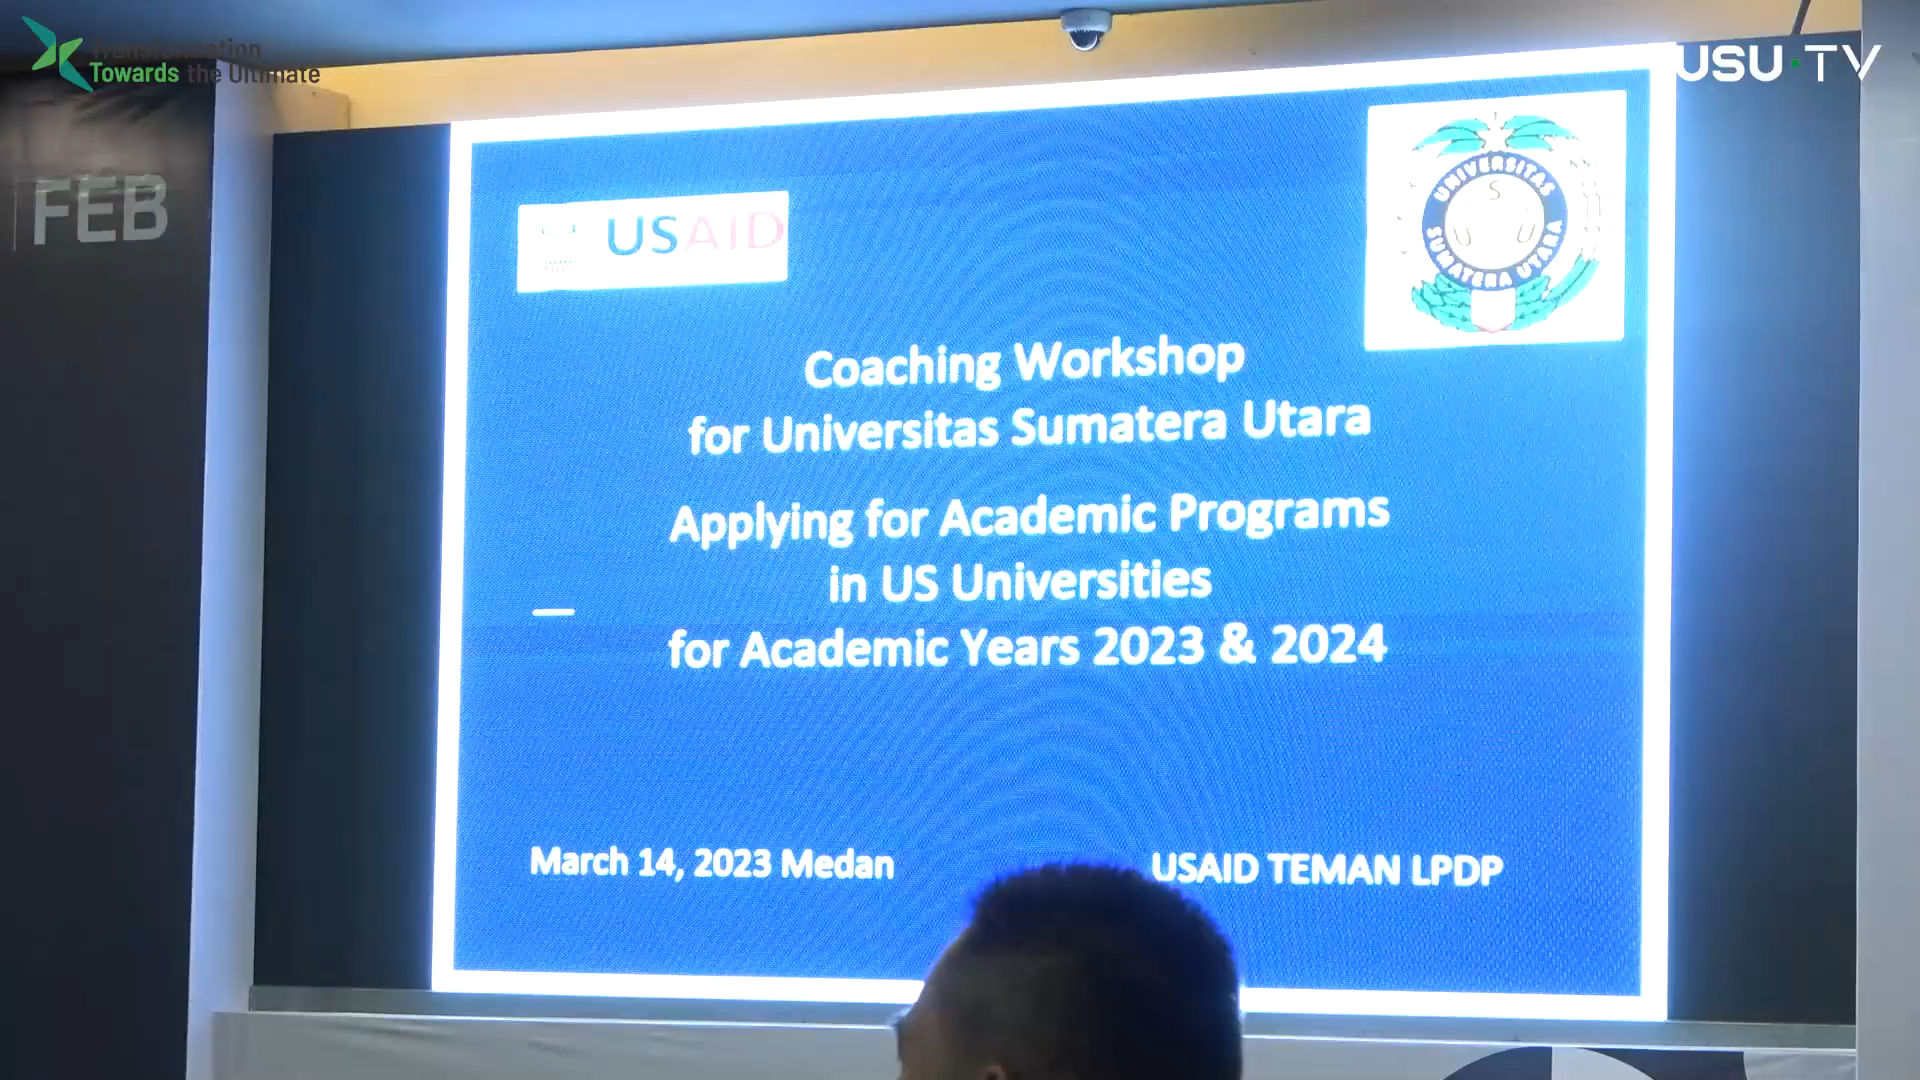 Transformation
Towards the Ultimate
USU·TV
FEB
USAID
UNIVERSITAS
SUMATERA UTARA
S
U U
Coaching Workshop
for Universitas Sumatera Utara
Applying for Academic Programs
in US Universities
for Academic Years 2023 & 2024
March 14, 2023 Medan
USAID TEMAN LPDP